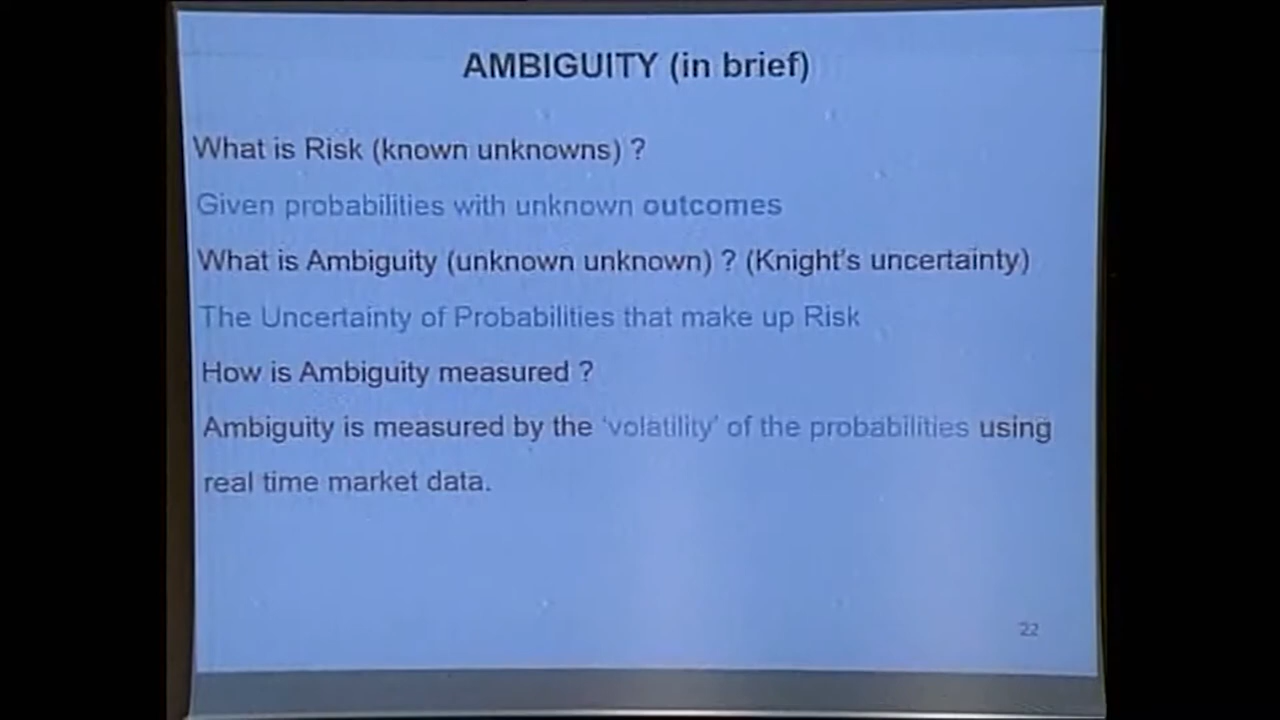 AMBIGUITY (in brief)
What is Risk (known unknowns) ?
Given probabilities with unknown outcomes
What is Ambiguity (unknown unknown) ? (Knight's uncertainty)
The Uncertainty of Probabilities that make up Risk
How is Ambiguity measured ?
Ambiguity is measured by the 'volatility' of the probabilities using
real time market data.
22